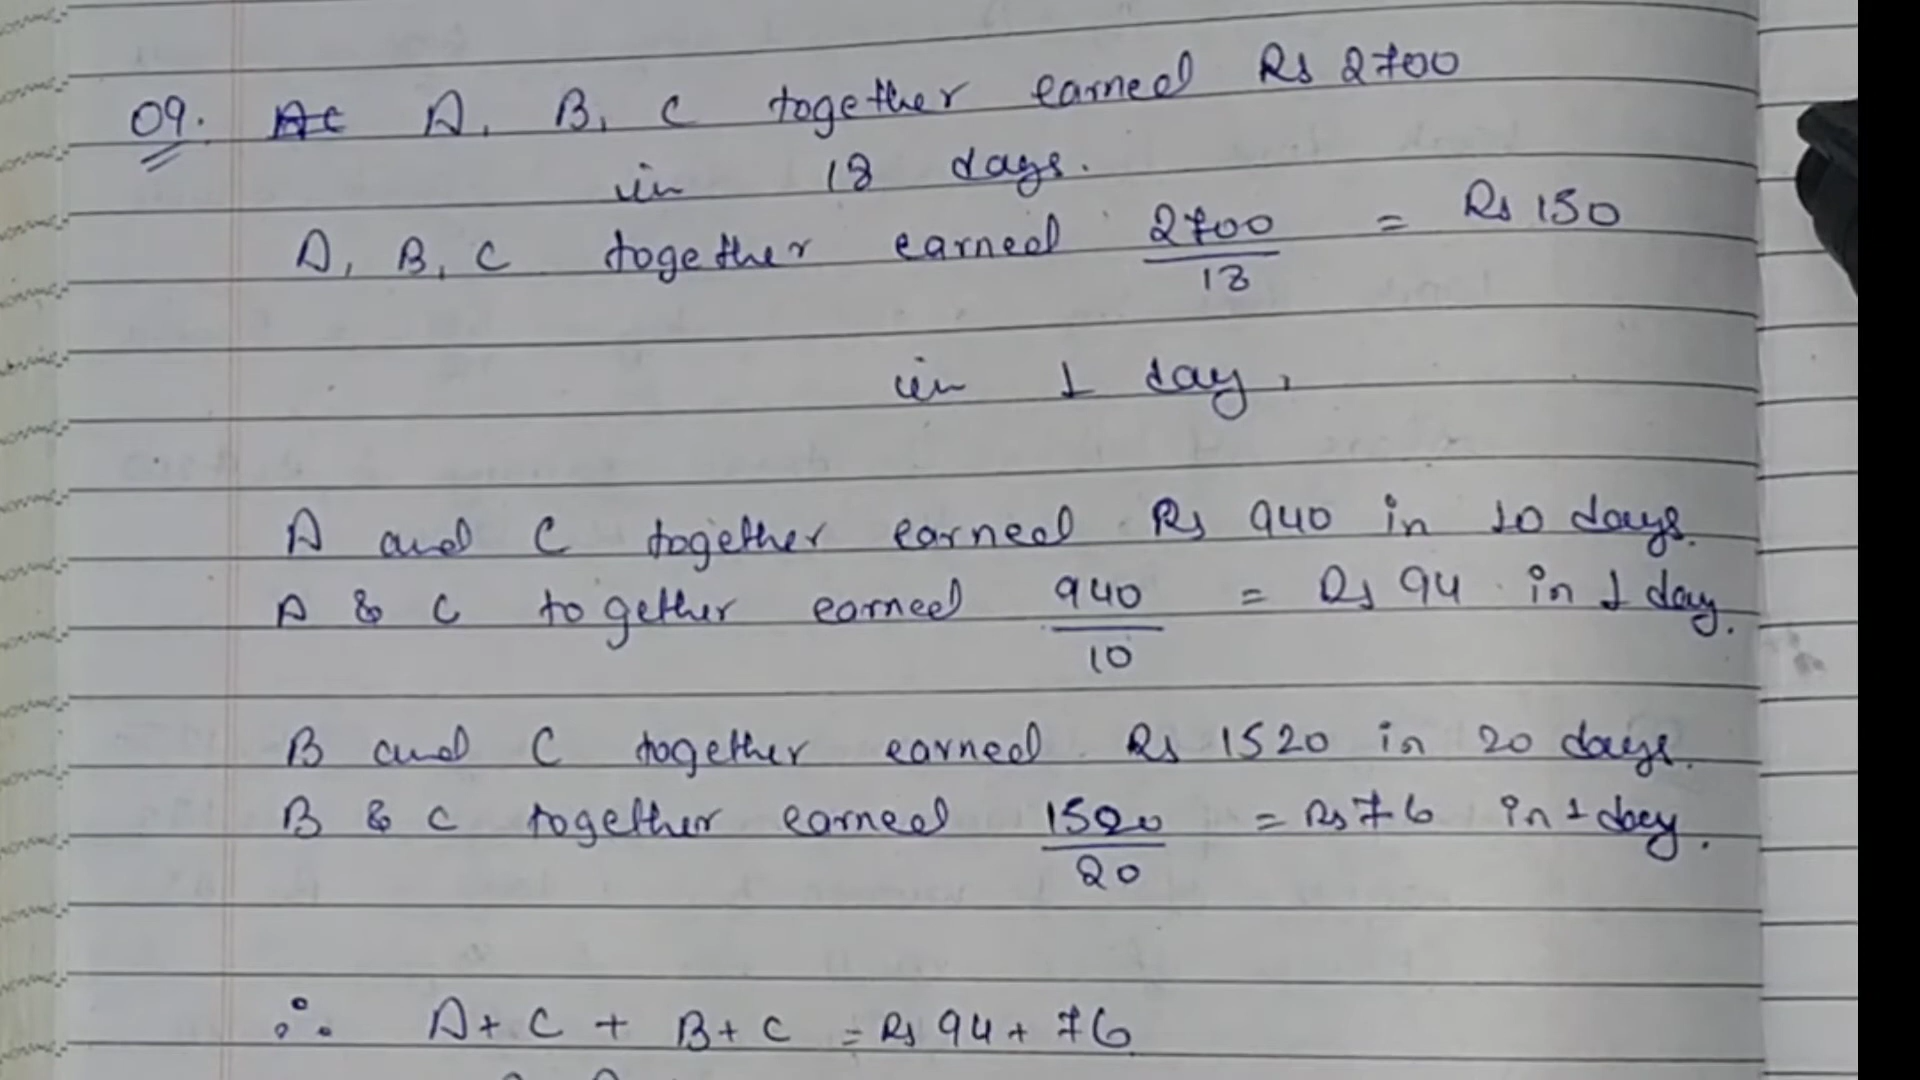 09. AC A, B, C together earned Rs 2700
in 18 days.
A, B, C together earned 2700/18 = Rs 150
in 1 day,
A and C together earned Rs 940 in 10 days.
A & C together earned 940/10 = Rs 94 in 1 day.
B and C together earned Rs 1520 in 20 days.
B & C together earned 1520/20 = Rs 76 in 1 day.
∴ A + C + B + C = Rs 94 + 76